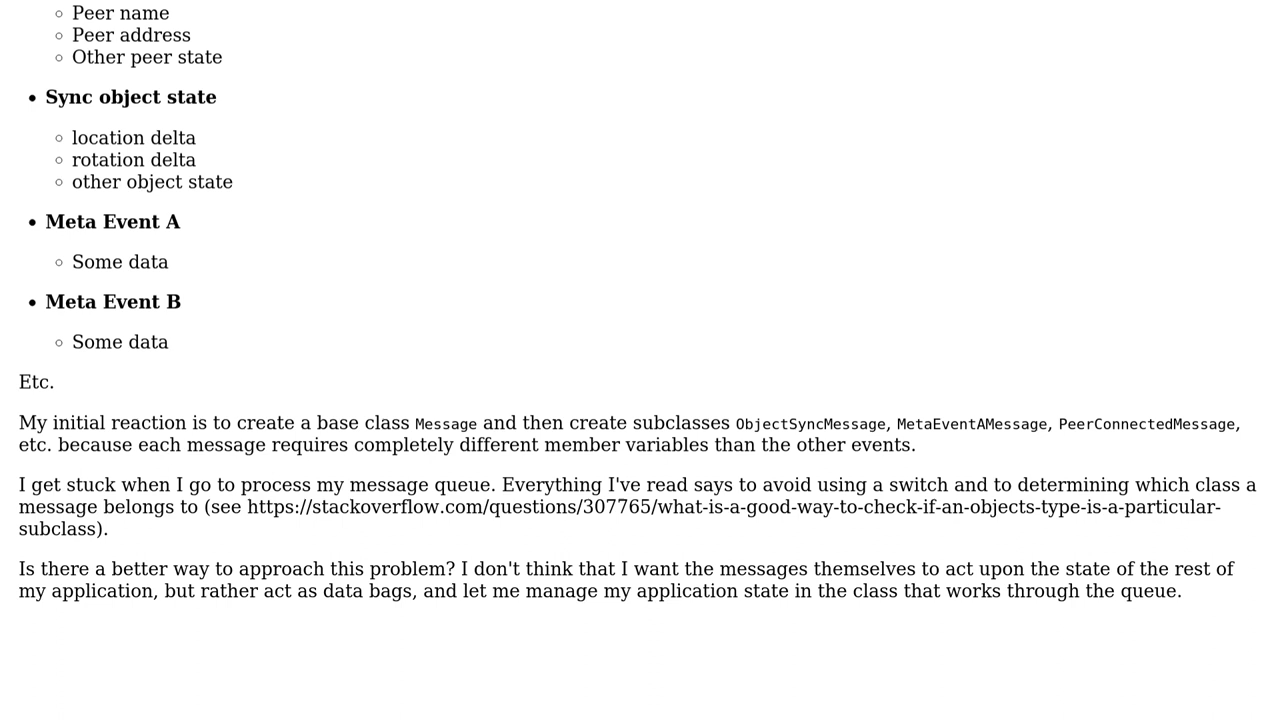 Peer name
Peer address
Other peer state
Sync object state
location delta
rotation delta
other object state
Meta Event A
Some data
Meta Event B
Some data
Etc.
My initial reaction is to create a base class Message and then create subclasses ObjectSyncMessage, MetaEventAMessage, PeerConnectedMessage,
etc. because each message requires completely different member variables than the other events.
I get stuck when I go to process my message queue. Everything I've read says to avoid using a switch and to determining which class a
message belongs to (see https://stackoverflow.com/questions/307765/what-is-a-good-way-to-check-if-an-objects-type-is-a-particular-
subclass).
Is there a better way to approach this problem? I don't think that I want the messages themselves to act upon the state of the rest of
my application, but rather act as data bags, and let me manage my application state in the class that works through the queue.